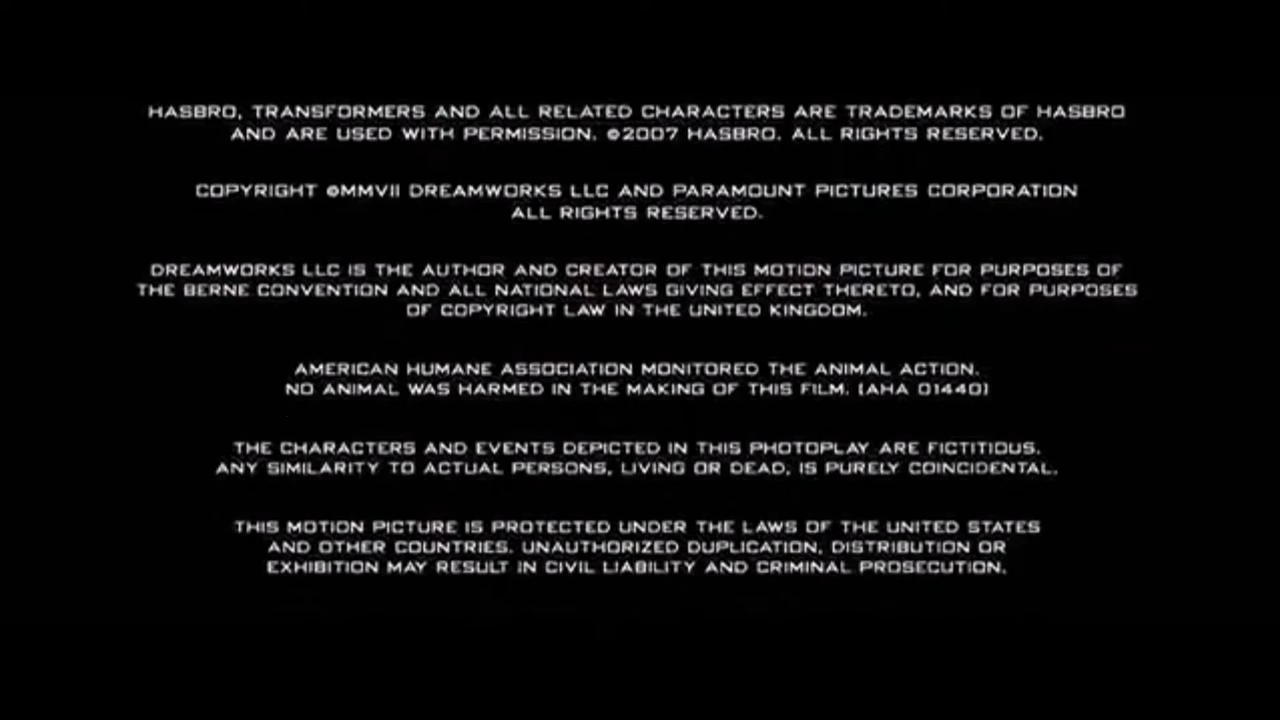 HASBRO, TRANSFORMERS AND ALL RELATED CHARACTERS ARE TRADEMARKS OF HASBRO
AND ARE USED WITH PERMISSION. ©2007 HASBRO. ALL RIGHTS RESERVED.
COPYRIGHT ©MMVII DREAMWORKS LLC AND PARAMOUNT PICTURES CORPORATION
ALL RIGHTS RESERVED.
DREAMWORKS LLC IS THE AUTHOR AND CREATOR OF THIS MOTION PICTURE FOR PURPOSES OF
THE BERNE CONVENTION AND ALL NATIONAL LAWS GIVING EFFECT THERETO, AND FOR PURPOSES
OF COPYRIGHT LAW IN THE UNITED KINGDOM.
AMERICAN HUMANE ASSOCIATION MONITORED THE ANIMAL ACTION.
NO ANIMAL WAS HARMED IN THE MAKING OF THIS FILM. (AHA 01440)
THE CHARACTERS AND EVENTS DEPICTED IN THIS PHOTOPLAY ARE FICTITIOUS.
ANY SIMILARITY TO ACTUAL PERSONS, LIVING OR DEAD, IS PURELY COINCIDENTAL.
THIS MOTION PICTURE IS PROTECTED UNDER THE LAWS OF THE UNITED STATES
AND OTHER COUNTRIES. UNAUTHORIZED DUPLICATION, DISTRIBUTION OR
EXHIBITION MAY RESULT IN CIVIL LIABILITY AND CRIMINAL PROSECUTION.